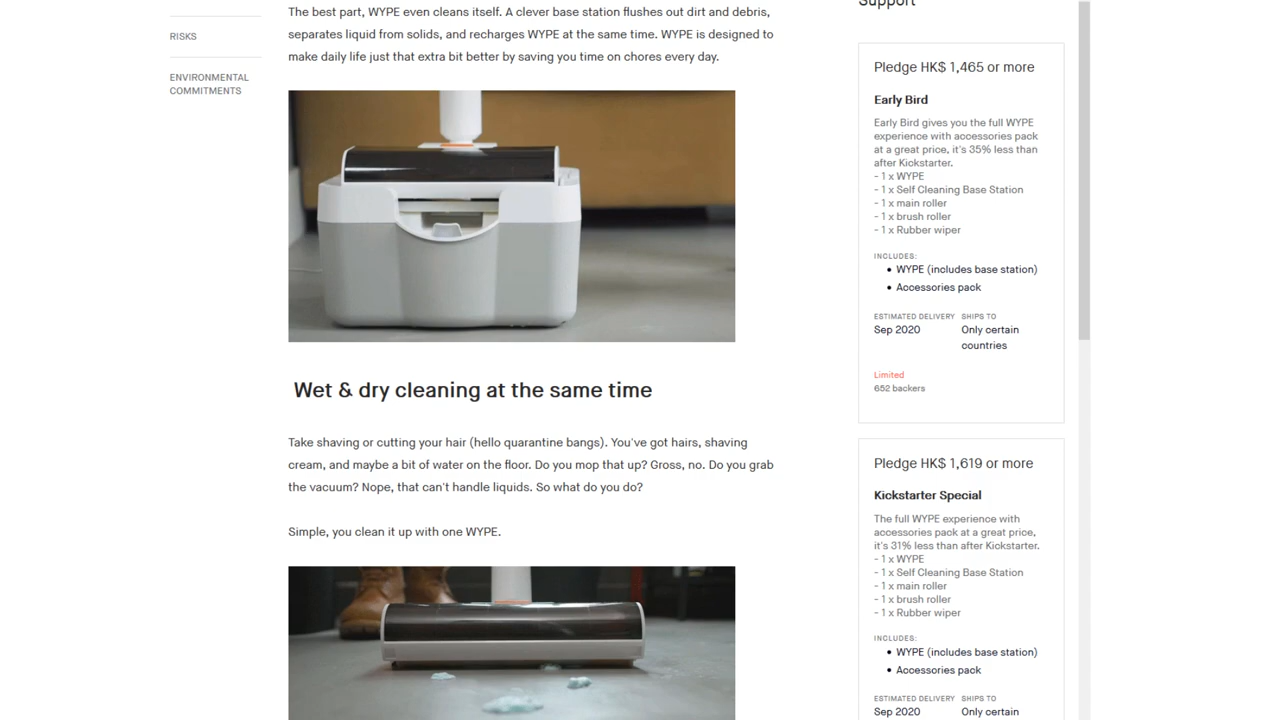 RISKS
ENVIRONMENTAL
COMMITMENTS
The best part, WYPE even cleans itself. A clever base station flushes out dirt and debris,
separates liquid from solids, and recharges WYPE at the same time. WYPE is designed to
make daily life just that extra bit better by saving you time on chores every day.
Wet & dry cleaning at the same time
Take shaving or cutting your hair (hello quarantine bangs). You've got hairs, shaving
cream, and maybe a bit of water on the floor. Do you mop that up? Gross, no. Do you grab
the vacuum? Nope, that can't handle liquids. So what do you do?
Simple, you clean it up with one WYPE.
Support
Pledge HK$ 1,465 or more
Early Bird
Early Bird gives you the full WYPE
experience with accessories pack
at a great price, it's 35% less than
after Kickstarter.
- 1 x WYPE
- 1 x Self Cleaning Base Station
- 1 x main roller
- 1 x brush roller
- 1 x Rubber wiper
INCLUDES:
• WYPE (includes base station)
• Accessories pack
ESTIMATED DELIVERY SHIPS TO
Sep 2020 Only certain
countries
Limited
652 backers
Pledge HK$ 1,619 or more
Kickstarter Special
The full WYPE experience with
accessories pack at a great price,
it's 31% less than after Kickstarter.
- 1 x WYPE
- 1 x Self Cleaning Base Station
- 1 x main roller
- 1 x brush roller
- 1 x Rubber wiper
INCLUDES:
• WYPE (includes base station)
• Accessories pack
ESTIMATED DELIVERY SHIPS TO
Sep 2020 Only certain